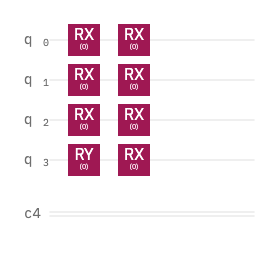 q 0 RX (0) RX (0)
q 1 RX (0) RX (0)
q 2 RX (0) RX (0)
q 3 RY (0) RX (0)
c4